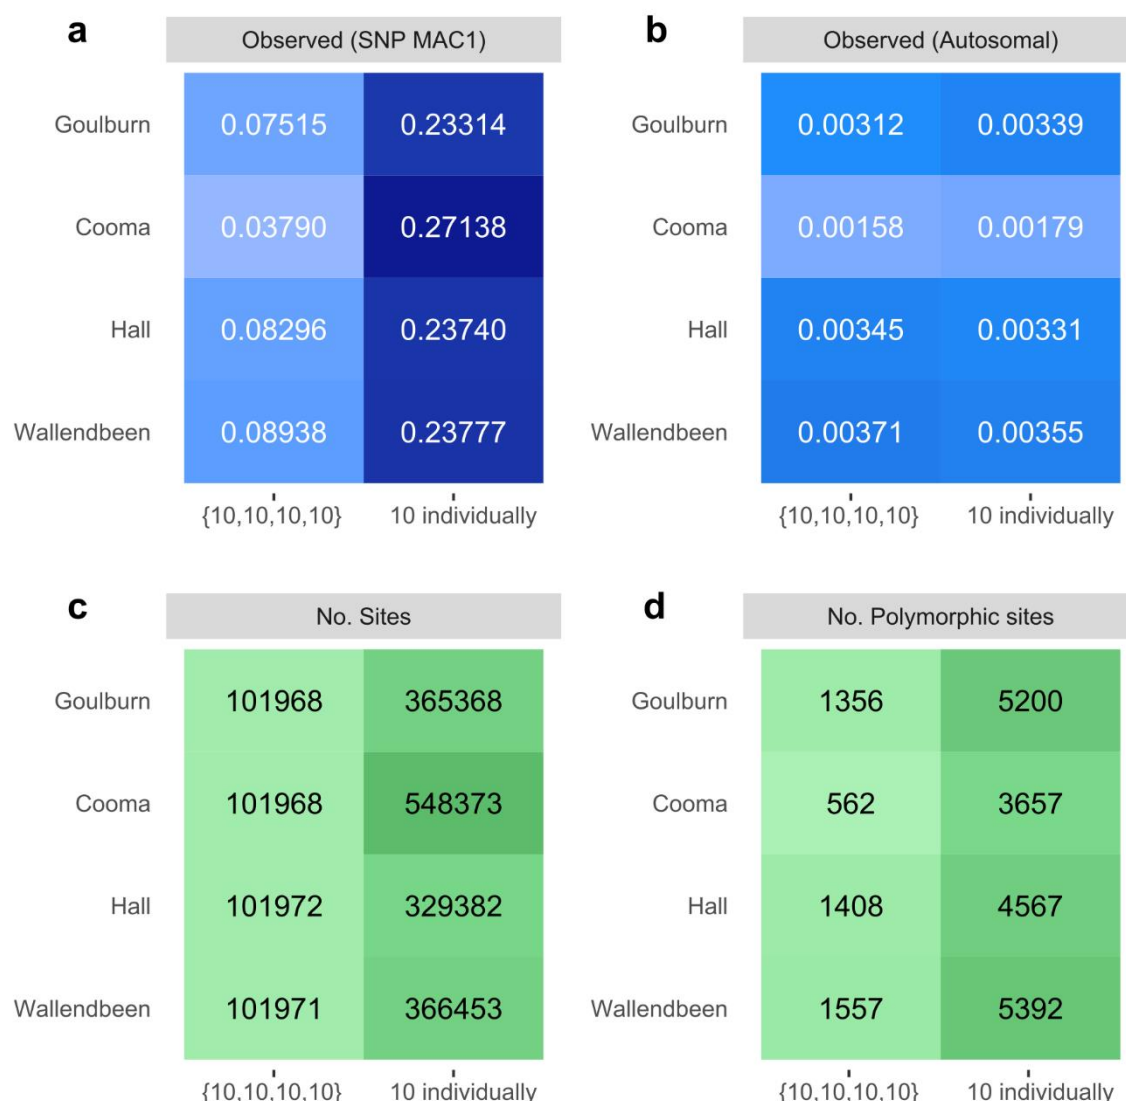 a
Observed (SNP MAC1)
Goulburn 0.07515 0.23314
Cooma 0.03790 0.27138
Hall 0.08296 0.23740
Wallendbeen 0.08938 0.23777
{10,10,10,10} 10 individually
b
Observed (Autosomal)
Goulburn 0.00312 0.00339
Cooma 0.00158 0.00179
Hall 0.00345 0.00331
Wallendbeen 0.00371 0.00355
{10,10,10,10} 10 individually
c
No. Sites
Goulburn 101968 365368
Cooma 101968 548373
Hall 101972 329382
Wallendbeen 101971 366453
{10,10,10,10} 10 individually
d
No. Polymorphic sites
Goulburn 1356 5200
Cooma 562 3657
Hall 1408 4567
Wallendbeen 1557 5392
{10,10,10,10} 10 individually